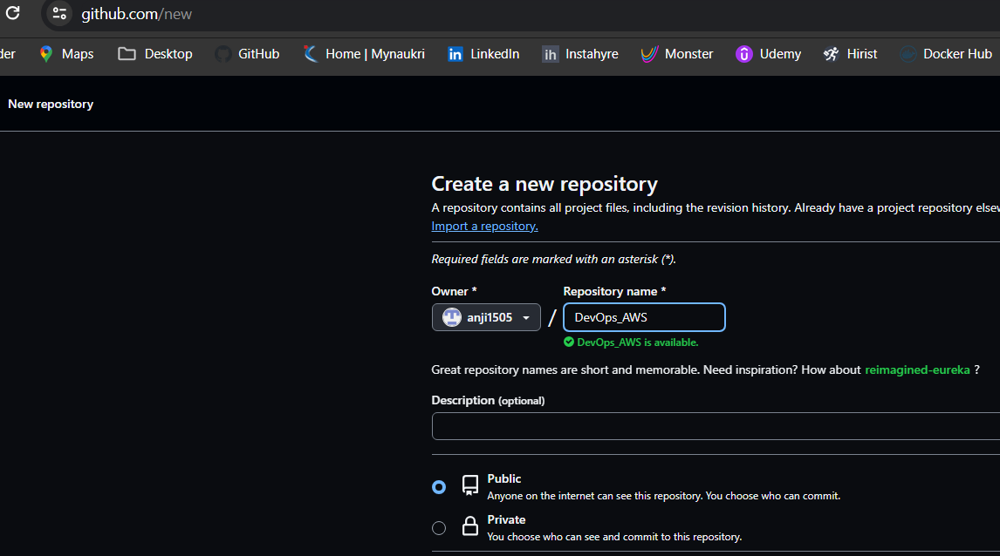 github.com/new
der Maps Desktop GitHub Home | Mynaukri in LinkedIn ih Instahyre Monster Udemy Hirist Docker Hub
New repository
Create a new repository
A repository contains all project files, including the revision history. Already have a project repository elsew
Import a repository.
Required fields are marked with an asterisk (*).
Owner * Repository name *
anji1505 / DevOps_AWS
DevOps_AWS is available.
Great repository names are short and memorable. Need inspiration? How about reimagined-eureka ?
Description (optional)
Public
Anyone on the internet can see this repository. You choose who can commit.
Private
You choose who can see and commit to this repository.